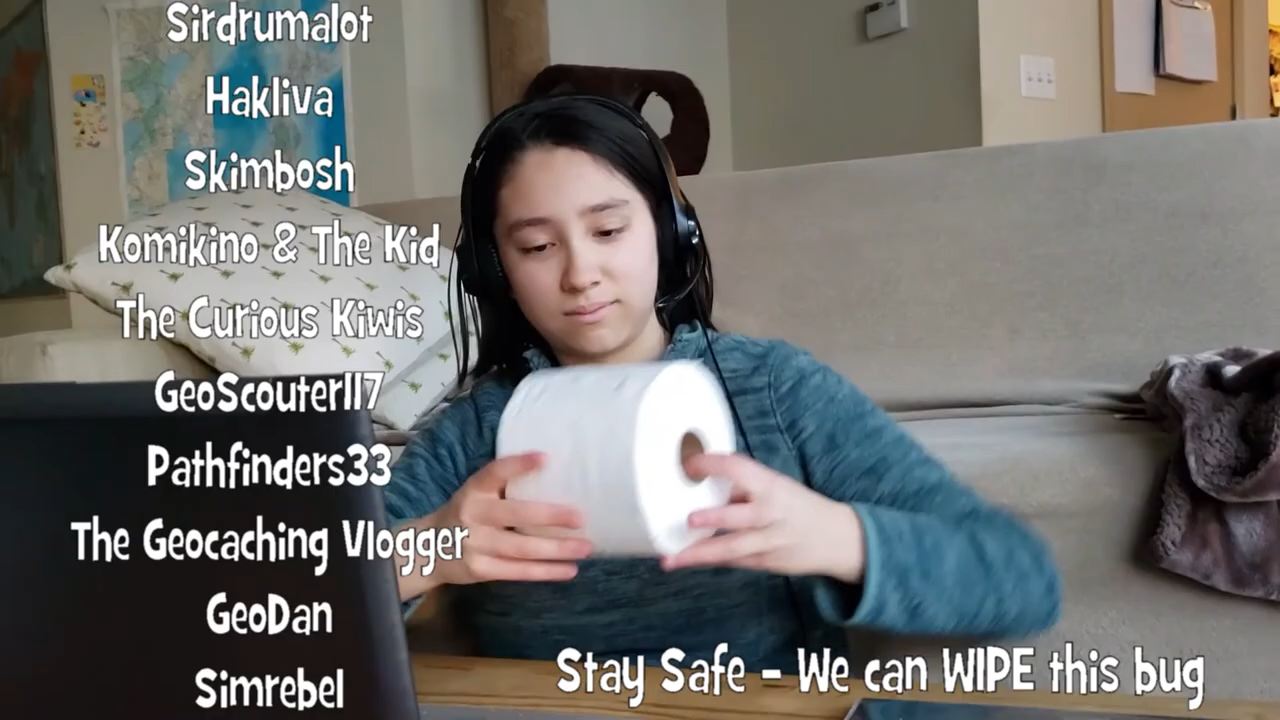 Sirdrumalot
Hakliva
Skimbosh
Komikino & The Kid
The Curious Kiwis
GeoScouter117
Pathfinders33
The Geocaching Vlogger
GeoDan
Simrebel
Stay Safe - We can WIPE this bug